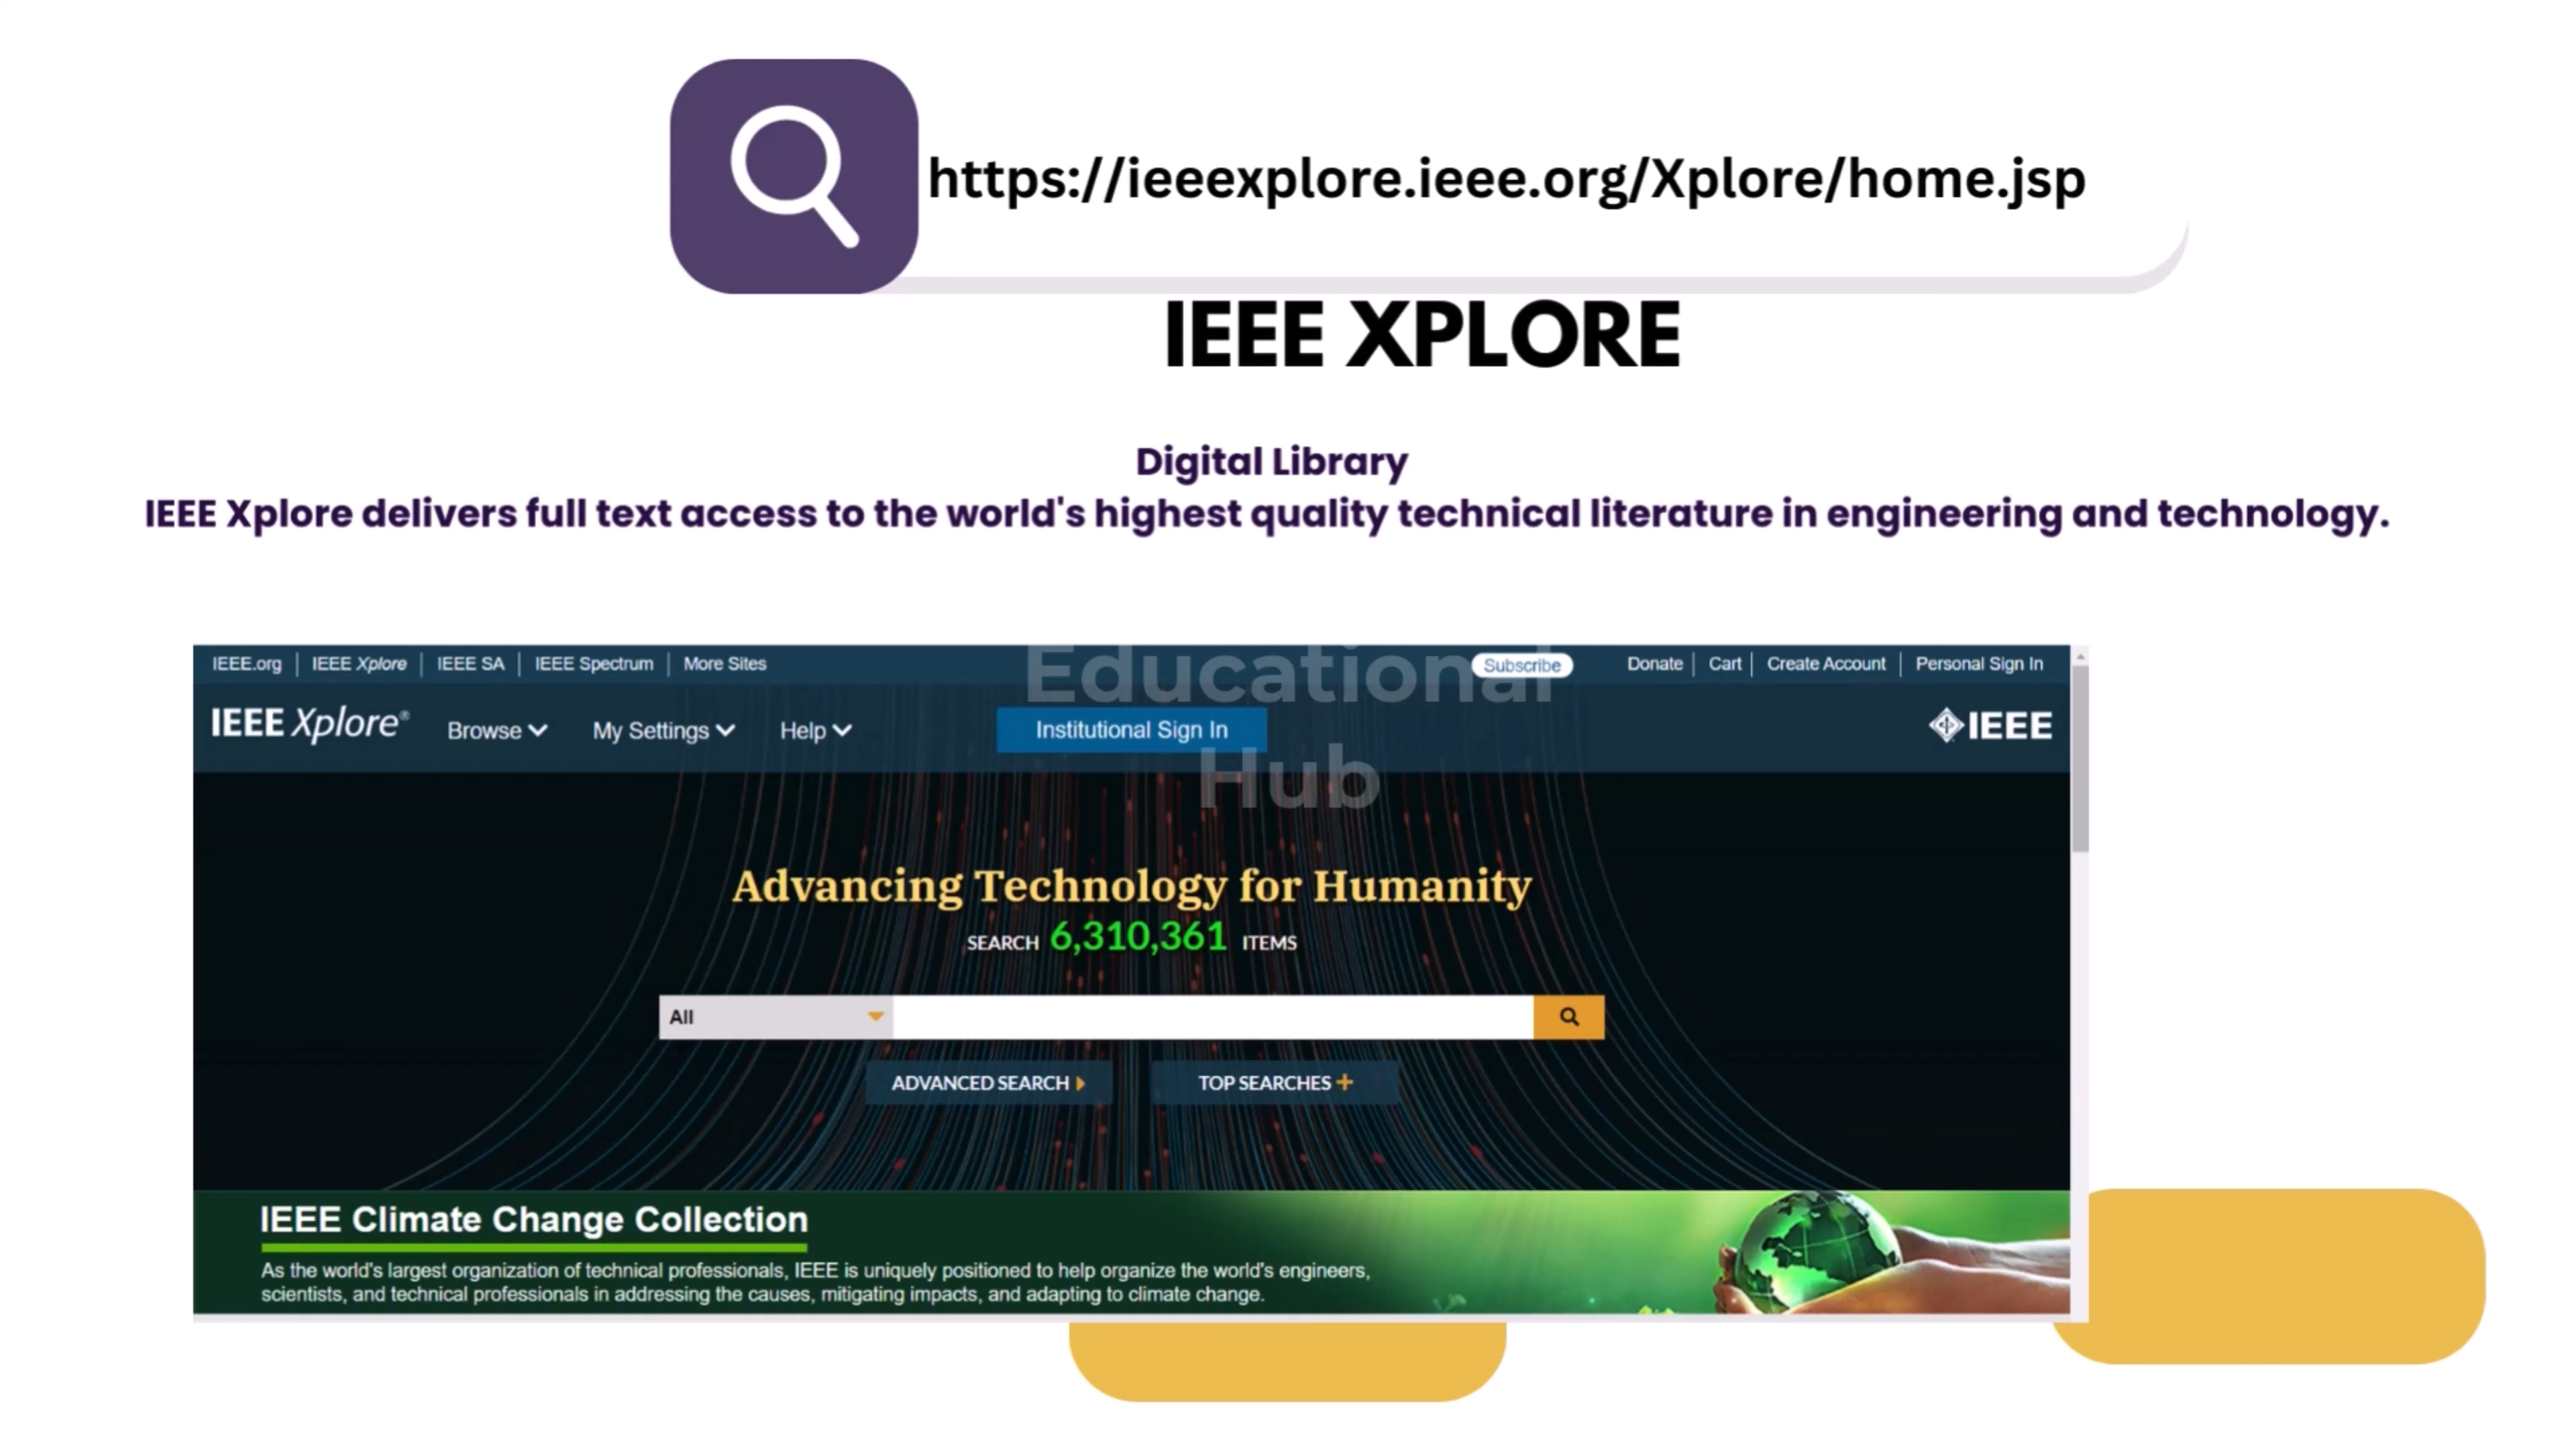 https://ieeexplore.ieee.org/Xplore/home.jsp
IEEE XPLORE
Digital Library
IEEE Xplore delivers full text access to the world's highest quality technical literature in engineering and technology.
IEEE.org | IEEE Xplore | IEEE SA | IEEE Spectrum | More Sites Subscribe Donate | Cart | Create Account | Personal Sign In
Educational
IEEE Xplore® Browse My Settings Help Institutional Sign In IEEE
Hub
Advancing Technology for Humanity
SEARCH 6,310,361 ITEMS
All
ADVANCED SEARCH TOP SEARCHES +
IEEE Climate Change Collection
As the world's largest organization of technical professionals, IEEE is uniquely positioned to help organize the world's engineers,
scientists, and technical professionals in addressing the causes, mitigating impacts, and adapting to climate change.